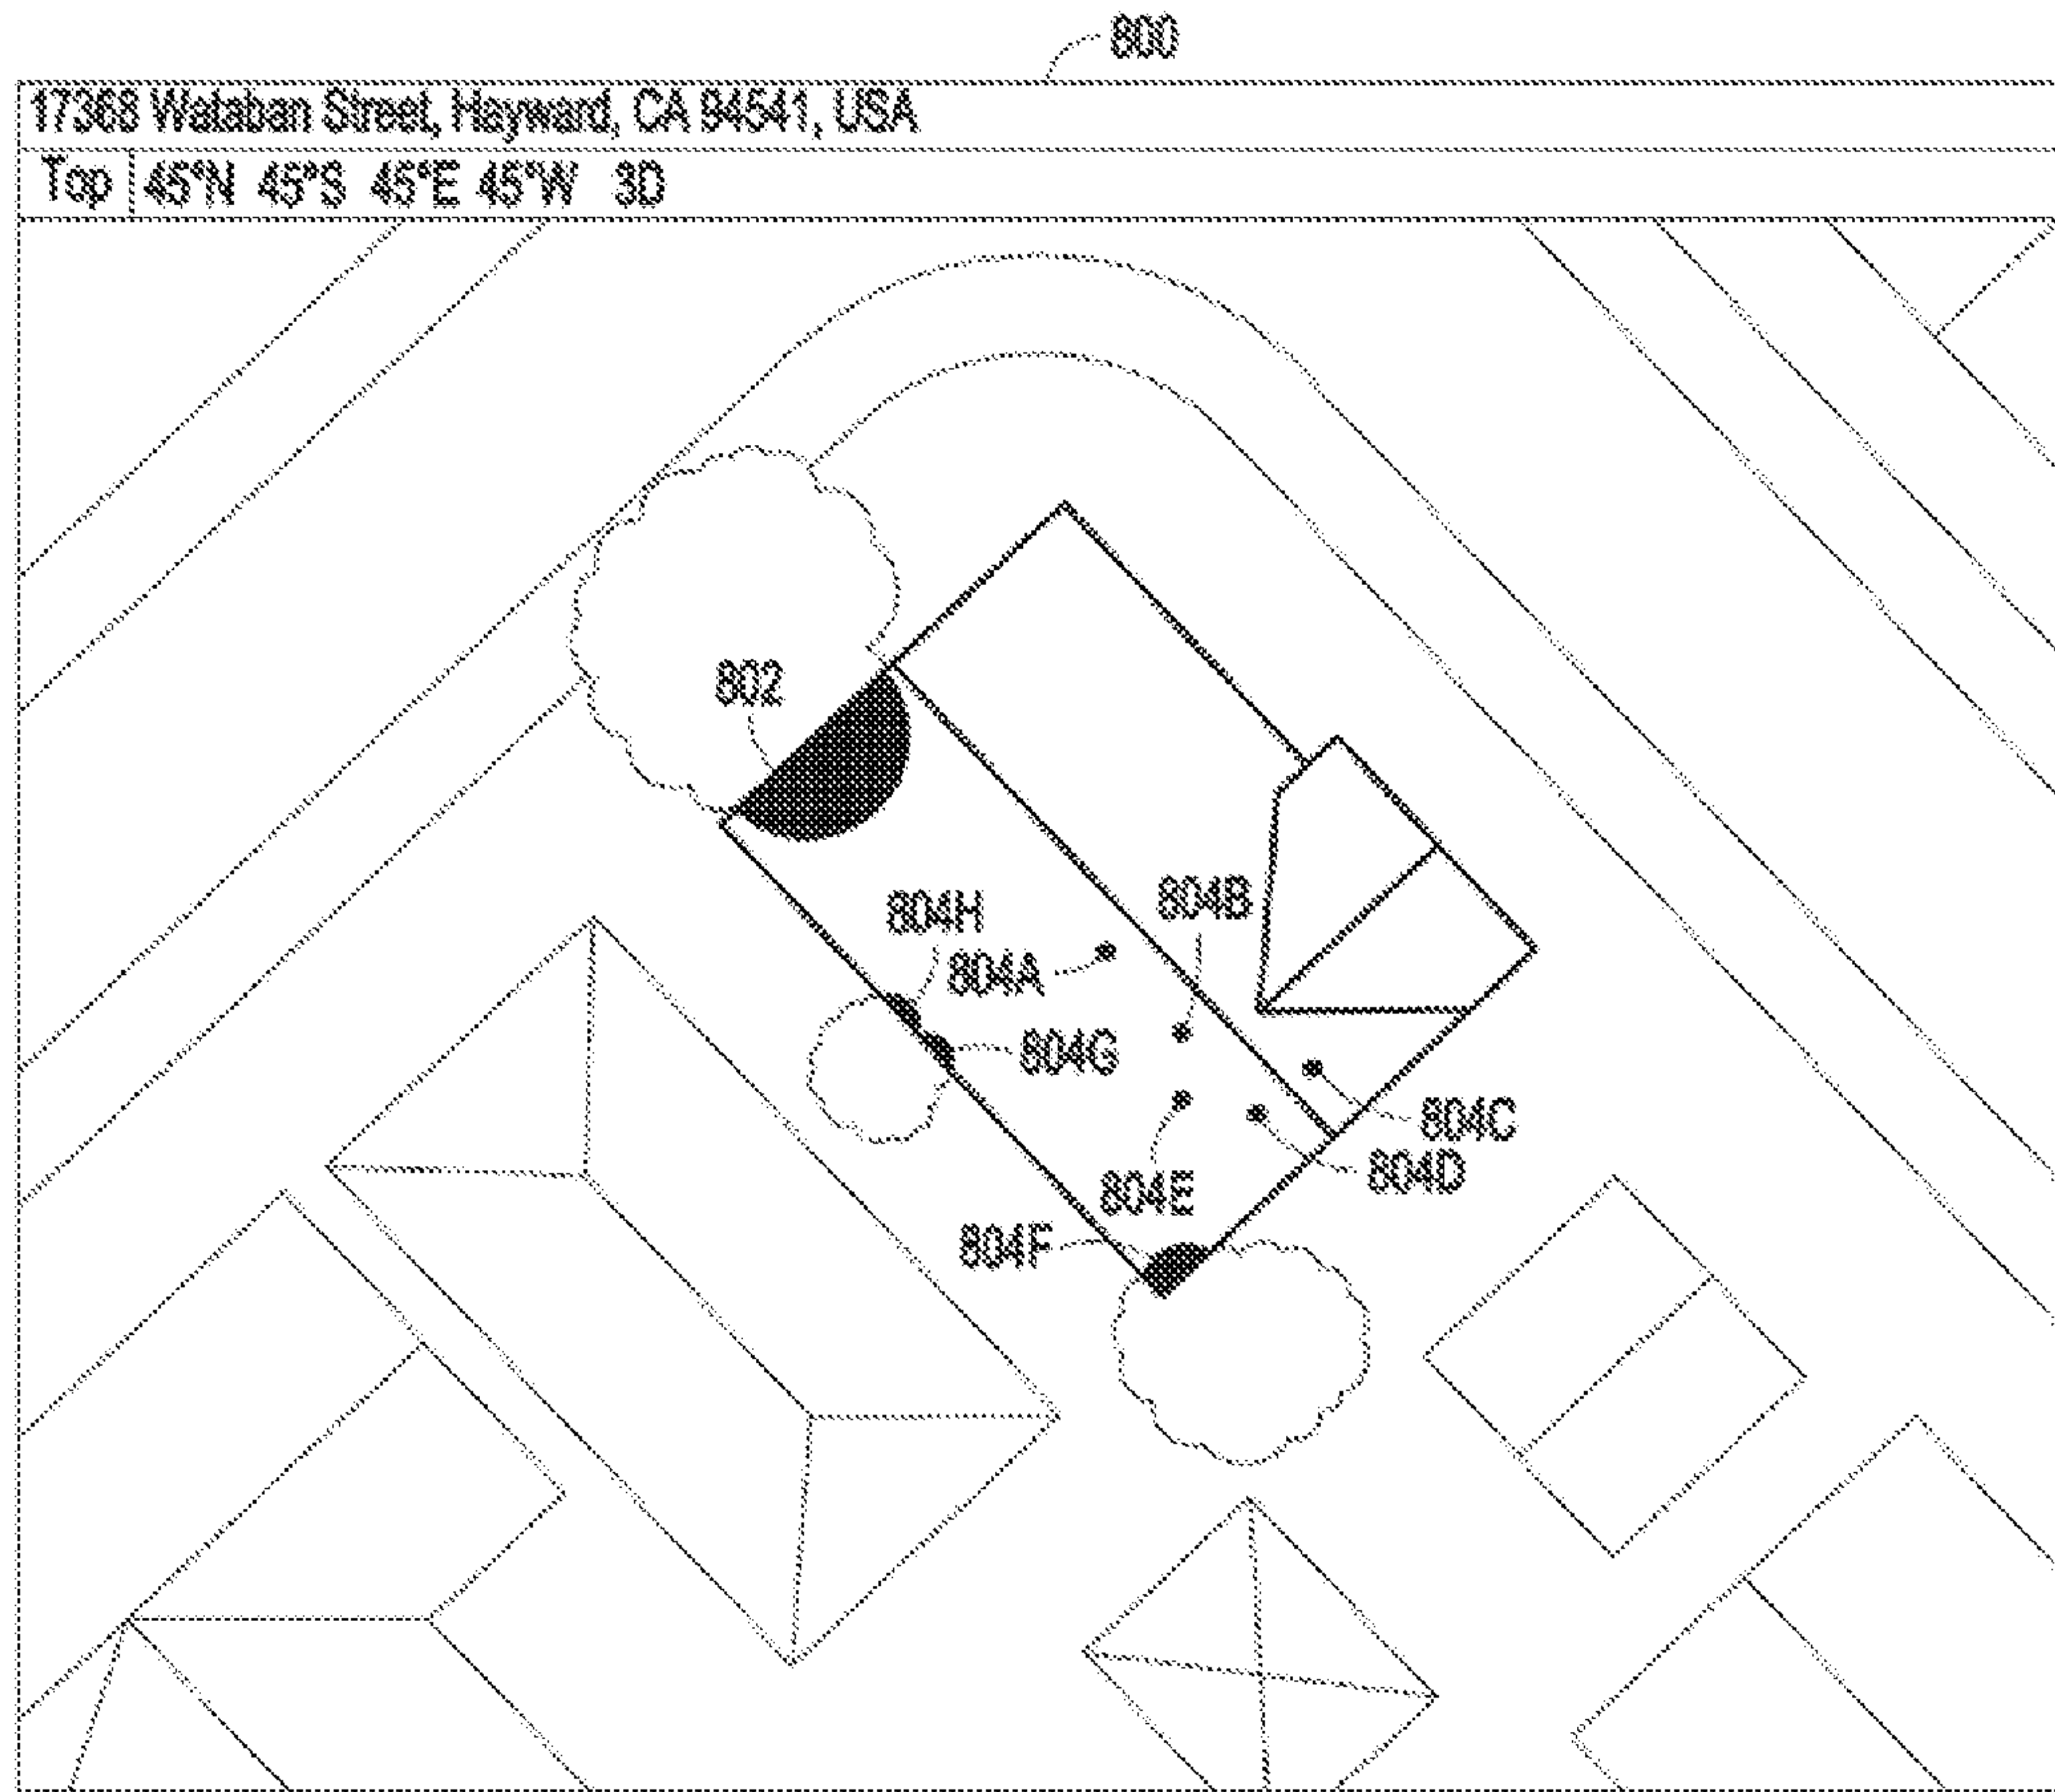 800
17368 Wataban Street, Hayward, CA 94541, USA
Top 45°N 45°S 45°E 45°W 3D
802
804H
804B
804A
804G
804C
804D
804E
804F